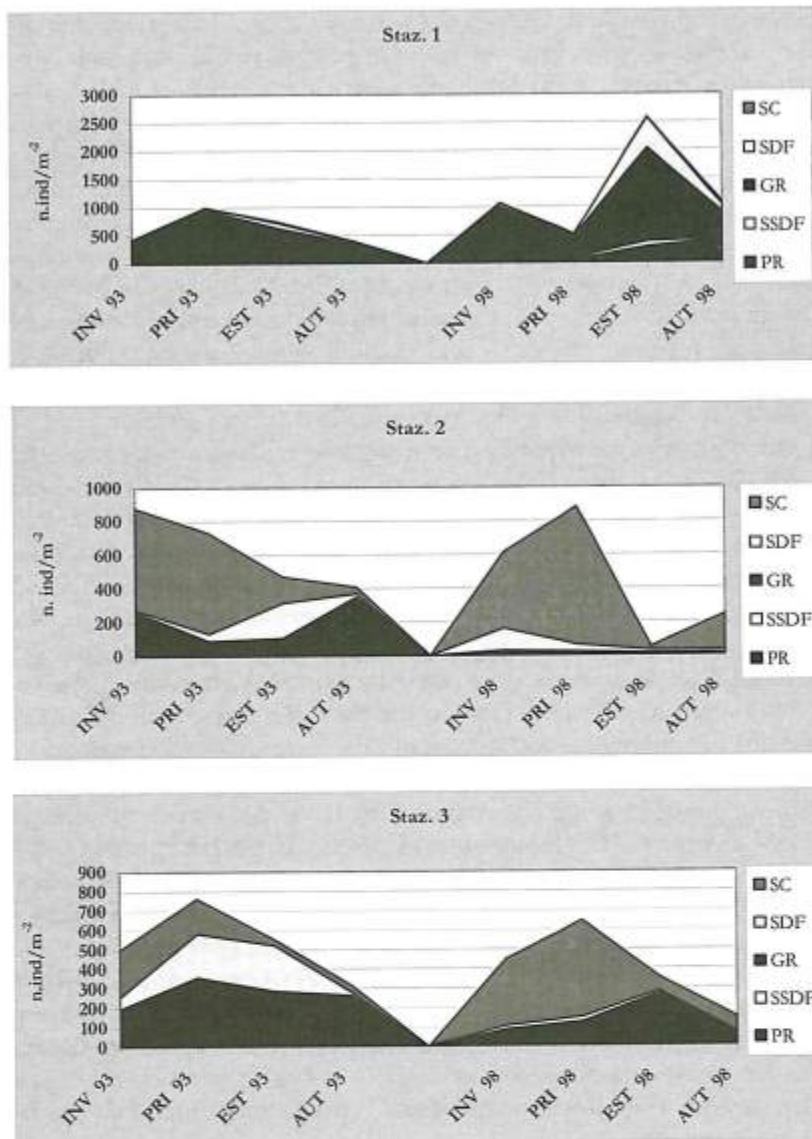 Staz. 1
n.ind/m⁻²
3000
2500
2000
1500
1000
500
0
INV 93
PRI 93
EST 93
AUT 93
INV 98
PRI 98
EST 98
AUT 98
SC
SDF
GR
SSDF
PR
Staz. 2
n. ind/m⁻²
1000
800
600
400
200
0
INV 93
PRI 93
EST 93
AUT 93
INV 98
PRI 98
EST 98
AUT 98
SC
SDF
GR
SSDF
PR
Staz. 3
n.ind/m⁻²
900
800
700
600
500
400
300
200
100
0
INV 93
PRI 93
EST 93
AUT 93
INV 98
PRI 98
EST 98
AUT 98
SC
SDF
GR
SSDF
PR